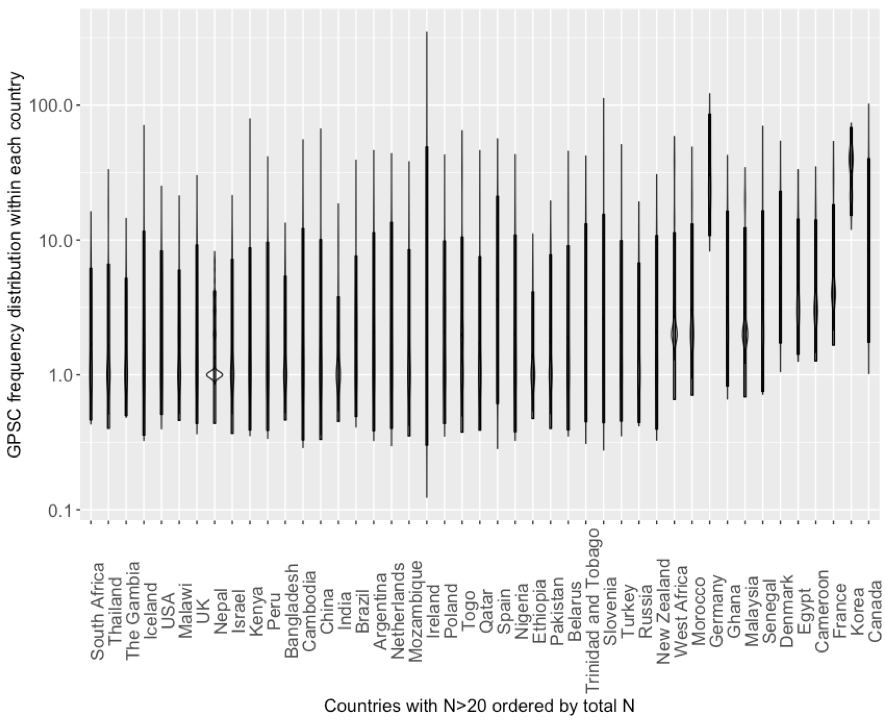 GPSC frequency distribution within each country
100.0
10.0
1.0
0.1
South Africa
Thailand
The Gambia
Iceland
USA
Malawi
UK
Nepal
Israel
Kenya
Peru
Bangladesh
Cambodia
China
India
Brazil
Argentina
Netherlands
Mozambique
Ireland
Poland
Togo
Qatar
Spain
Nigeria
Ethiopia
Pakistan
Belarus
Trinidad and Tobago
Slovenia
Turkey
Russia
New Zealand
West Africa
Morocco
Germany
Ghana
Malaysia
Senegal
Denmark
Egypt
Cameroon
France
Korea
Canada
Countries with N>20 ordered by total N